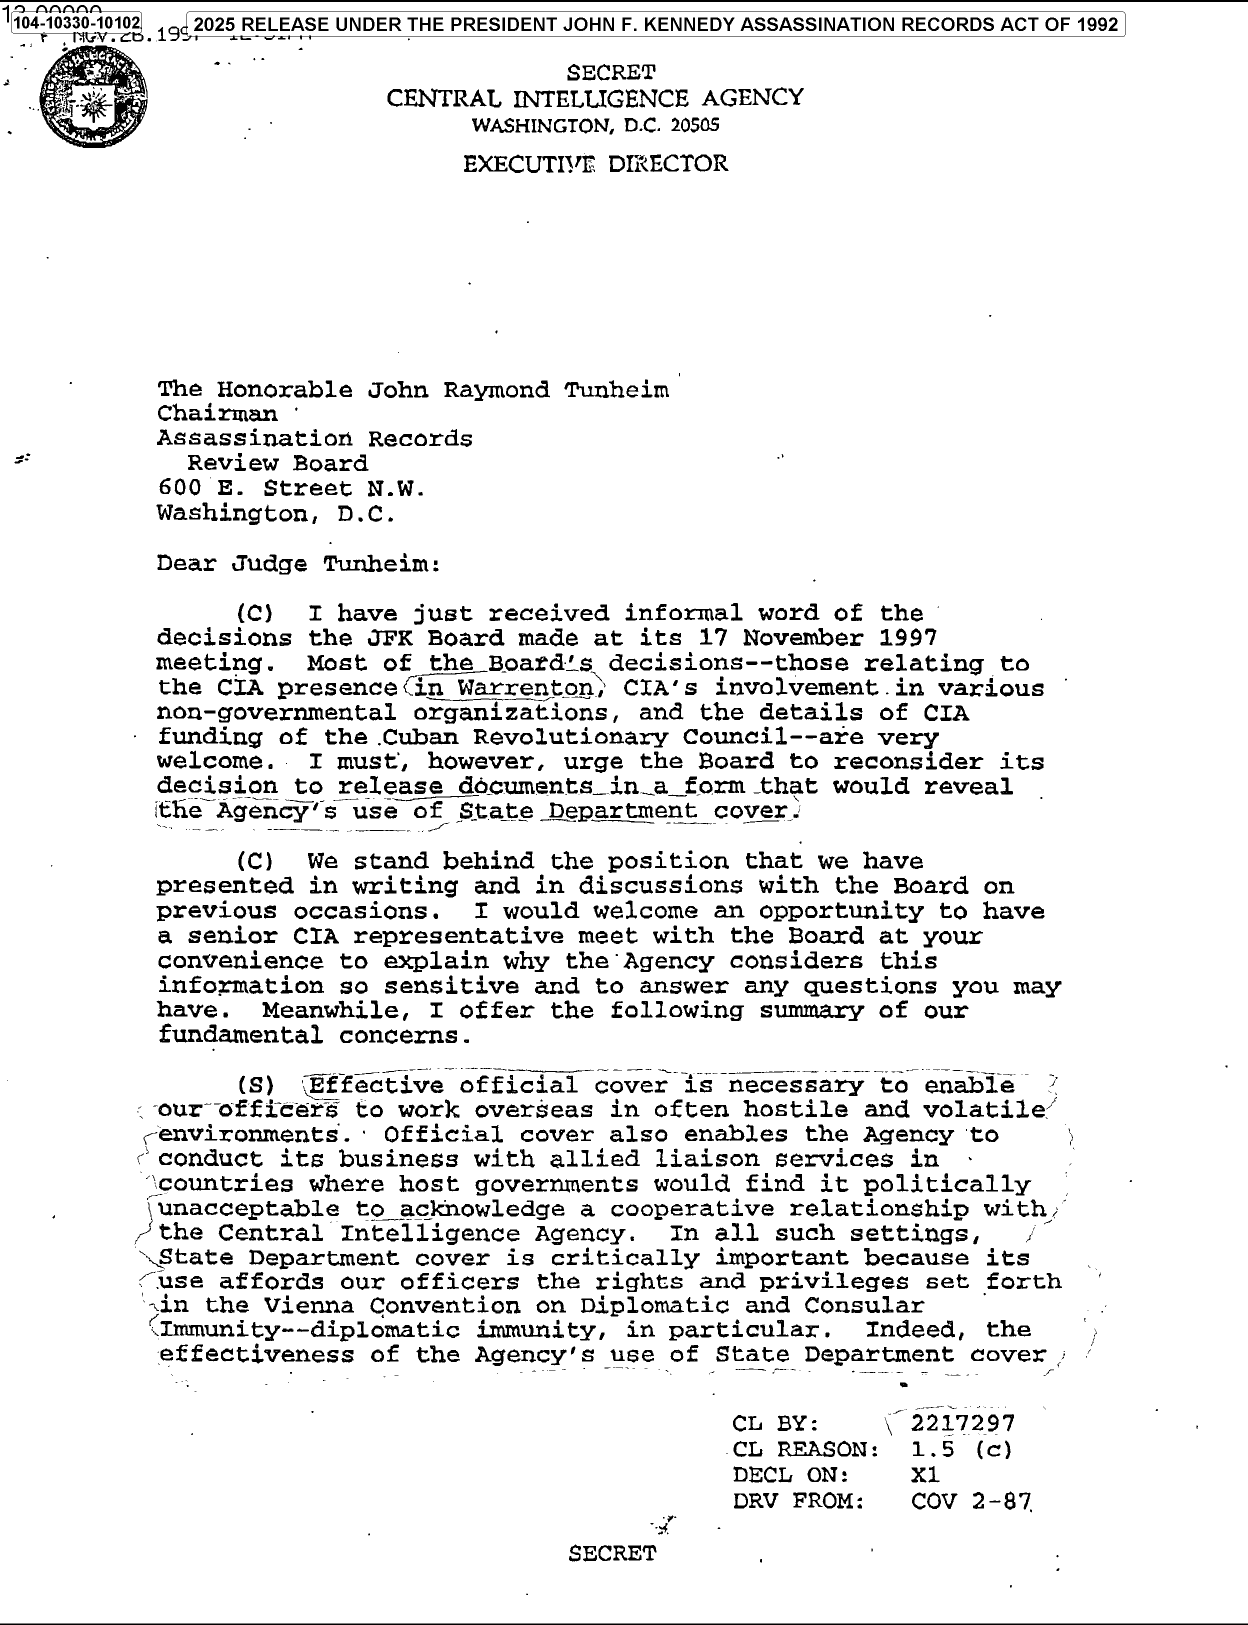 104-10330-10102
2025 RELEASE UNDER THE PRESIDENT JOHN F. KENNEDY ASSASSINATION RECORDS ACT OF 1992
SECRET
CENTRAL INTELLIGENCE AGENCY
WASHINGTON, D.C. 20505
EXECUTIVE DIRECTOR
The Honorable John Raymond Tunheim
Chairman
Assassination Records
Review Board
600 E. Street N.W.
Washington, D.C.
Dear Judge Tunheim:
(C) I have just received informal word of the
decisions the JFK Board made at its 17 November 1997
meeting. Most of the Board's decisions--those relating to
the CIA presence (in Warrenton), CIA's involvement in various
non-governmental organizations, and the details of CIA
funding of the Cuban Revolutionary Council--are very
welcome. I must, however, urge the Board to reconsider its
decision to release documents in a form that would reveal
the Agency's use of State Department cover.
(C) We stand behind the position that we have
presented in writing and in discussions with the Board on
previous occasions. I would welcome an opportunity to have
a senior CIA representative meet with the Board at your
convenience to explain why the Agency considers this
information so sensitive and to answer any questions you may
have. Meanwhile, I offer the following summary of our
fundamental concerns.
(S) Effective official cover is necessary to enable
our officers to work overseas in often hostile and volatile
environments. Official cover also enables the Agency to
conduct its business with allied liaison services in
countries where host governments would find it politically
unacceptable to acknowledge a cooperative relationship with
the Central Intelligence Agency. In all such settings,
State Department cover is critically important because its
use affords our officers the rights and privileges set forth
in the Vienna Convention on Diplomatic and Consular
Immunity--diplomatic immunity, in particular. Indeed, the
effectiveness of the Agency's use of State Department cover
CL BY: 2217297
CL REASON: 1.5 (c)
DECL ON: X1
DRV FROM: COV 2-87
SECRET